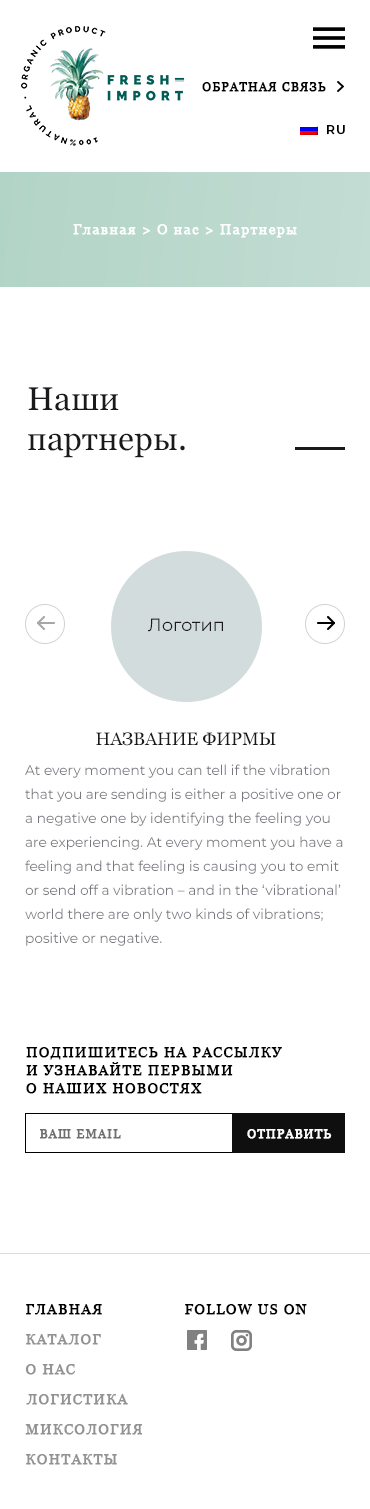 ORGANIC PRODUCT
· NATURAL ·
100%
FRESH–
IMPORT
ОБРАТНАЯ СВЯЗЬ
RU
Главная > О нас > Партнеры
Наши
партнеры.
Логотип
НАЗВАНИЕ ФИРМЫ
At every moment you can tell if the vibration
that you are sending is either a positive one or
a negative one by identifying the feeling you
are experiencing. At every moment you have a
feeling and that feeling is causing you to emit
or send off a vibration – and in the ‘vibrational’
world there are only two kinds of vibrations;
positive or negative.
ПОДПИШИТЕСЬ НА РАССЫЛКУ
И УЗНАВАЙТЕ ПЕРВЫМИ
О НАШИХ НОВОСТЯХ
ВАШ EMAIL
ОТПРАВИТЬ
ГЛАВНАЯ
КАТАЛОГ
О НАС
ЛОГИСТИКА
МИКСОЛОГИЯ
КОНТАКТЫ
FOLLOW US ON